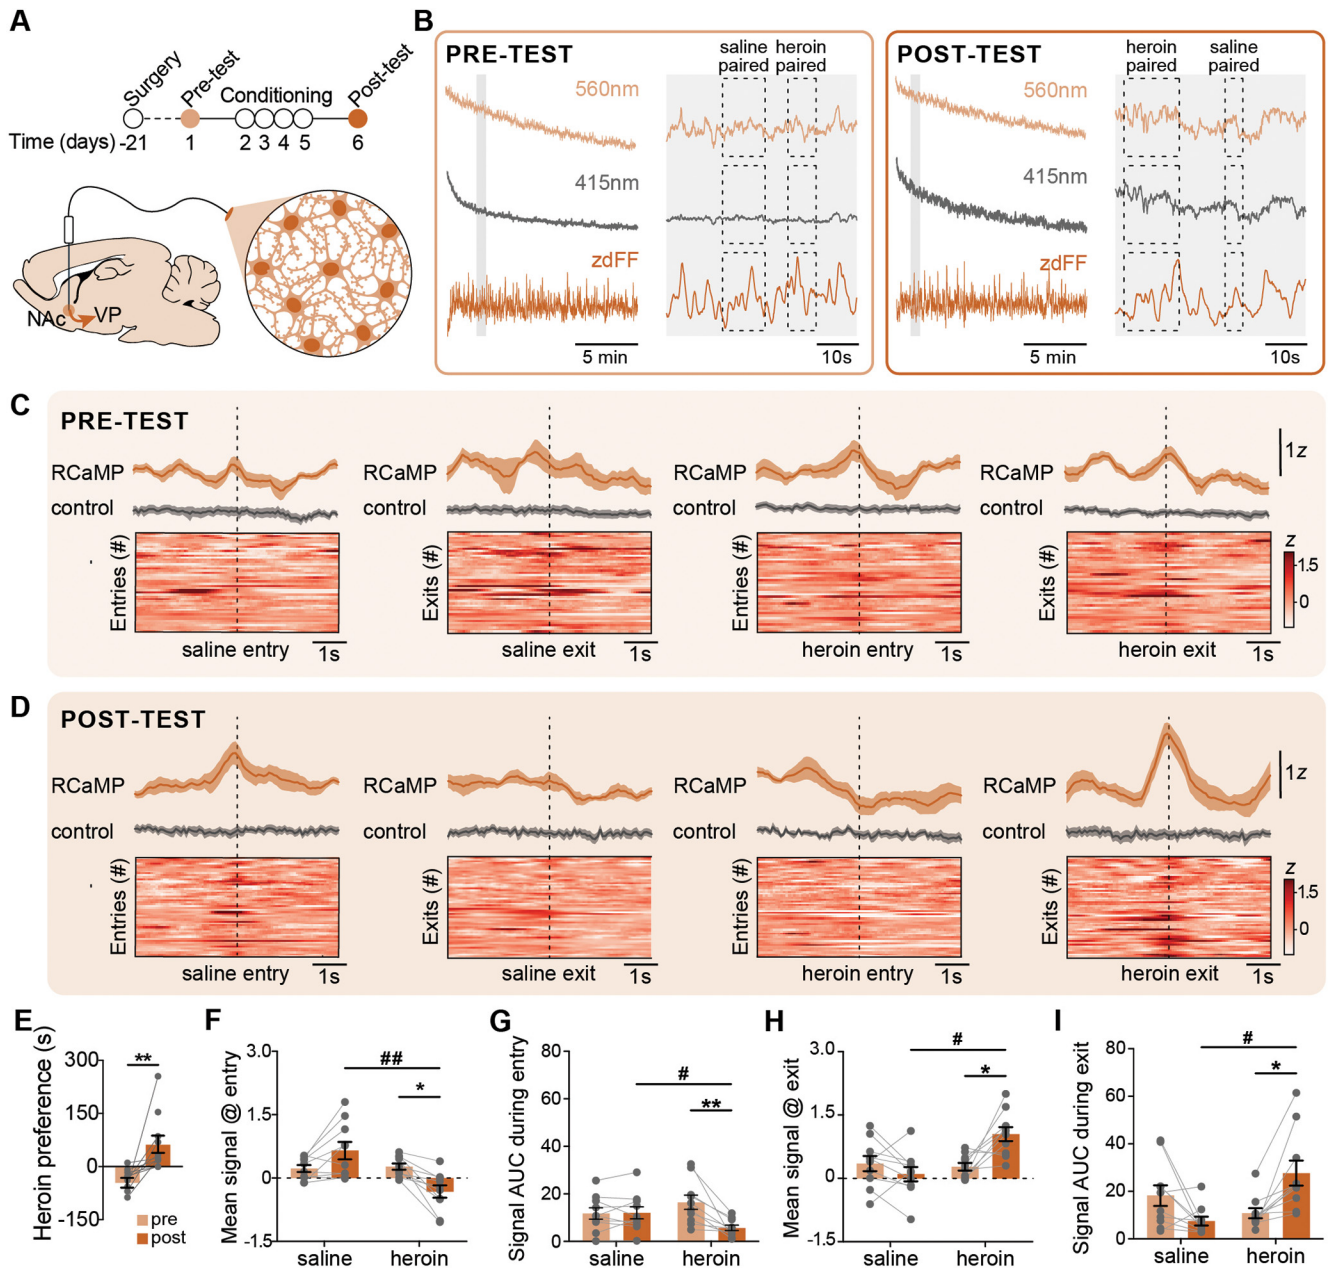 A
Surgery
Pre-test
Conditioning
Post-test
Time (days) -21 1 2 3 4 5 6
NAc VP
B
PRE-TEST
saline paired
heroin paired
560nm
415nm
zdFF
5 min
10s
POST-TEST
heroin paired
saline paired
560nm
415nm
zdFF
5 min
10s
C
PRE-TEST
RCaMP
control
Entries (#)
saline entry
1s
RCaMP
control
Exits (#)
saline exit
1s
RCaMP
control
Entries (#)
heroin entry
1s
RCaMP
control
Exits (#)
heroin exit
1s
1z
z
1.5
0
D
POST-TEST
RCaMP
control
Entries (#)
saline entry
1s
RCaMP
control
Exits (#)
saline exit
1s
RCaMP
control
Entries (#)
heroin entry
1s
RCaMP
control
Exits (#)
heroin exit
1s
1z
z
1.5
0
E
Heroin preference (s)
300
150
0
-150
**
pre
post
F
Mean signal @ entry
3.0
1.5
0
-1.5
##
*
saline
heroin
G
Signal AUC during entry
80
60
40
20
0
#
**
saline
heroin
H
Mean signal @ exit
3.0
1.5
0
-1.5
#
*
saline
heroin
I
Signal AUC during exit
80
60
40
20
0
#
*
saline
heroin